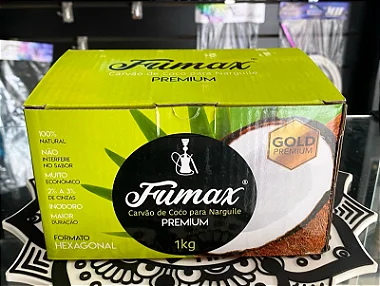 Fumax®
Carvão de Coco para Narguile
PREMIUM
100%
NATURAL
NÃO
INTERFERE
NO SABOR
MUITO
ECONÔMICO
2% A 3%
DE CINZAS
INODORO
MAIOR
DURAÇÃO
FORMATO
HEXAGONAL
Fumax®
Carvão de Coco para Narguile
PREMIUM
1kg
GOLD
PREMIUM